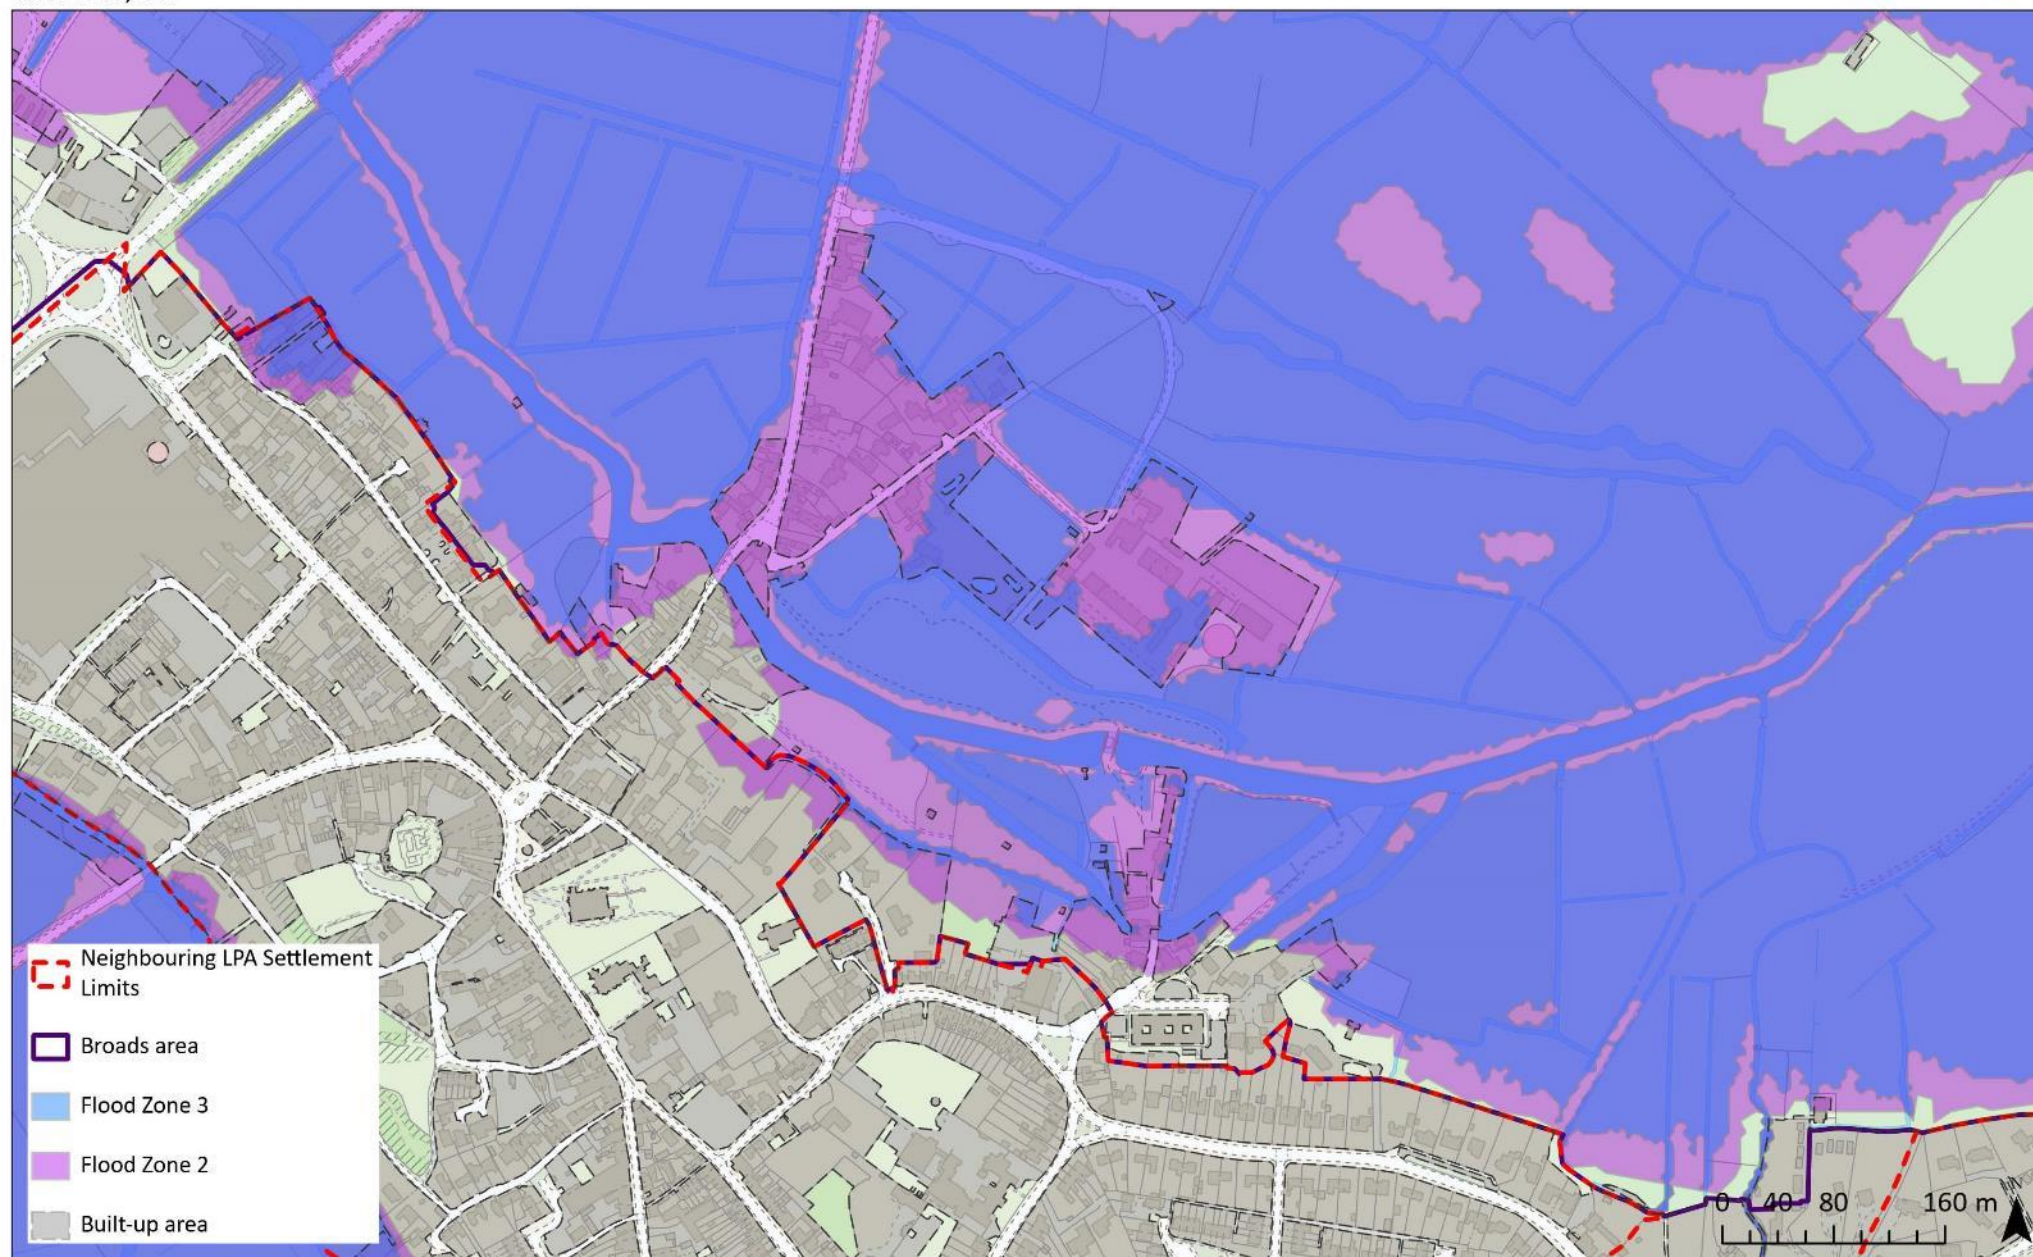 Neighbouring LPA Settlement
Limits
Broads area
Flood Zone 3
Flood Zone 2
Built-up area
0 40 80 160 m